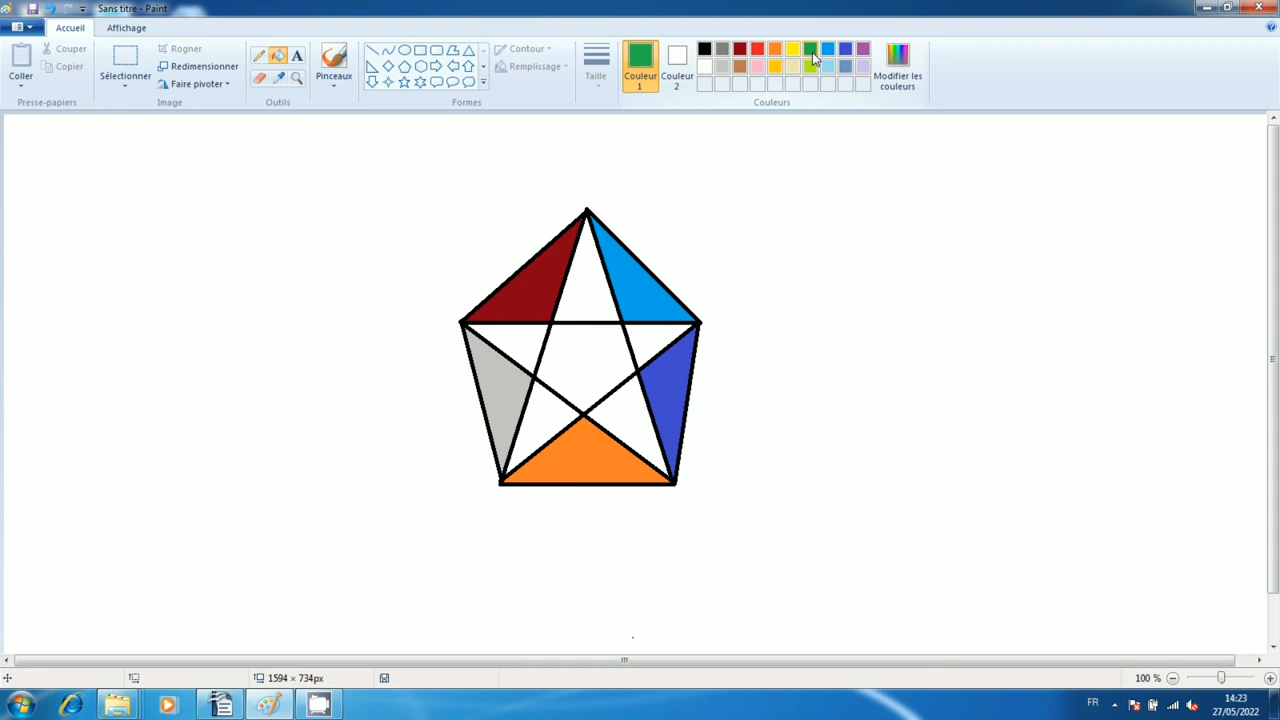 Sans titre - Paint
Accueil
Affichage
Coller
Couper
Copier
Presse-papiers
Sélectionner
Rogner
Redimensionner
Faire pivoter
Image
A
Outils
Pinceaux
Contour
Remplissage
Formes
Taille
Couleur 1
Couleur 2
Modifier les couleurs
Couleurs
1594 × 734px
100 %
FR
14:23
27/05/2022